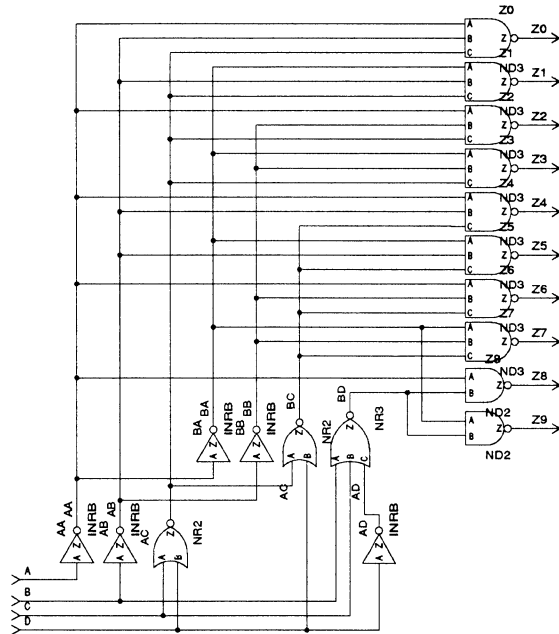 Z0
A
B Z Z0
C
Z1
A ND3
B Z Z1
C
Z2
A ND3
B Z Z2
C
Z3
A ND3
B Z Z3
C
Z4
A ND3
B Z Z4
C
Z5
A ND3
B Z Z5
C
Z6
A ND3
B Z Z6
C
Z7
A ND3
B Z Z7
C
Z8
A ND3
B Z Z8
A ND2
B Z Z9
ND2
BA BA Z A INRB
BB BB Z A INRB
BC Z A B NR2
BD Z A B C NR3
AA AA Z A INRB
AB AB Z A INRB
AC Z A B NR2
AC
AD
AD Z A INRB
A
B
C
D